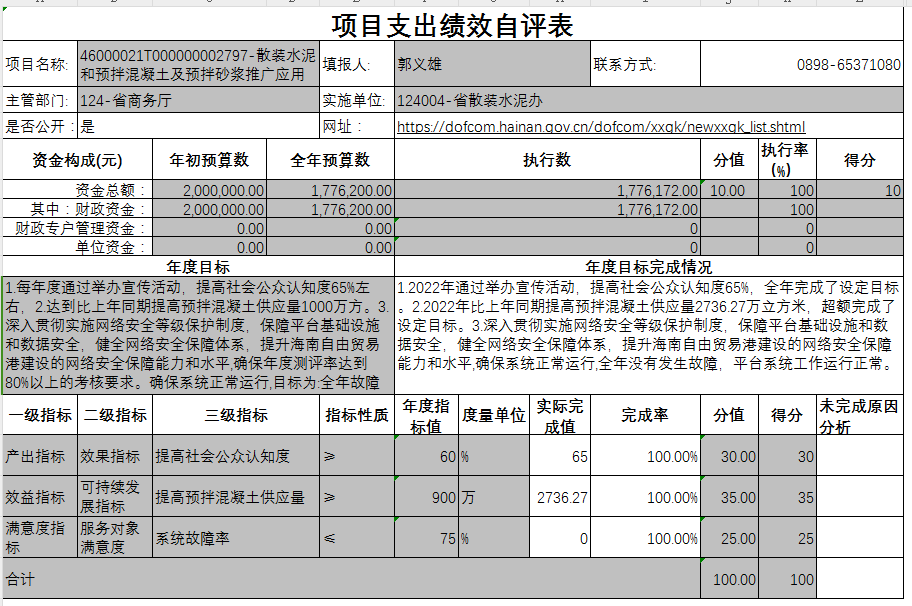 项目支出绩效自评表
项目名称: 46000021T000000002797-散装水泥和预拌混凝土及预拌砂浆推广应用 填报人: 郭义雄 联系方式: 0898-65371080
主管部门: 124-省商务厅 实施单位: 124004-省散装水泥办
是否公开: 是 网址: https://dofcom.hainan.gov.cn/dofcom/xxgk/newxxgk_list.shtml
资金构成(元) 年初预算数 全年预算数 执行数 分值 执行率(%) 得分
资金总额: 2,000,000.00 1,776,200.00 1,776,172.00 10.00 100 10
其中:财政资金: 2,000,000.00 1,776,200.00 1,776,172.00 100
财政专户管理资金: 0.00 0.00 0 0
单位资金: 0.00 0.00 0 0
年度目标 年度目标完成情况
1.每年度通过举办宣传活动，提高社会公众认知度65%左
右，2.达到比上年同期提高预拌混凝土供应量1000万方。3.
深入贯彻实施网络安全等级保护制度，保障平台基础设施
和数据安全，健全网络安全保障体系，提升海南自由贸易
港建设的网络安全保障能力和水平,确保年度测评率达到
80%以上的考核要求。确保系统正常运行,目标为:全年故障
1.2022年通过举办宣传活动，提高社会公众认知度65%，全年完成了设定目标
。2.2022年比上年同期提高预拌混凝土供应量2736.27万立方米，超额完成了
设定目标。3.深入贯彻实施网络安全等级保护制度，保障平台基础设施和数
据安全，健全网络安全保障体系，提升海南自由贸易港建设的网络安全保障
能力和水平,确保系统正常运行,全年没有发生故障，平台系统工作运行正常。
一级指标 二级指标 三级指标 指标性质 年度指标值 度量单位 实际完成值 完成率 分值 得分 未完成原因分析
产出指标 效果指标 提高社会公众认知度 ≥ 60 % 65 100.00% 30.00 30
效益指标 可持续发展指标 提高预拌混凝土供应量 ≥ 900 万 2736.27 100.00% 35.00 35
满意度指标 服务对象满意度 系统故障率 ≤ 75 % 0 100.00% 25.00 25
合计 100.00 100